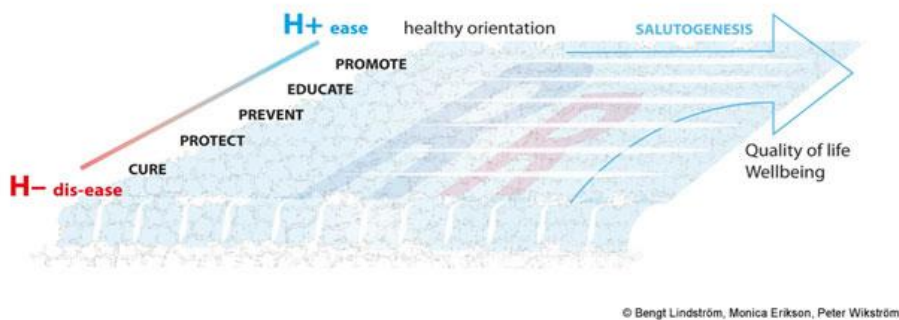 H+ ease healthy orientation SALUTOGENESIS
PROMOTE
EDUCATE
PREVENT
PROTECT
CURE
H– dis-ease
Quality of life
Wellbeing
© Bengt Lindström, Monica Erikson, Peter Wikström